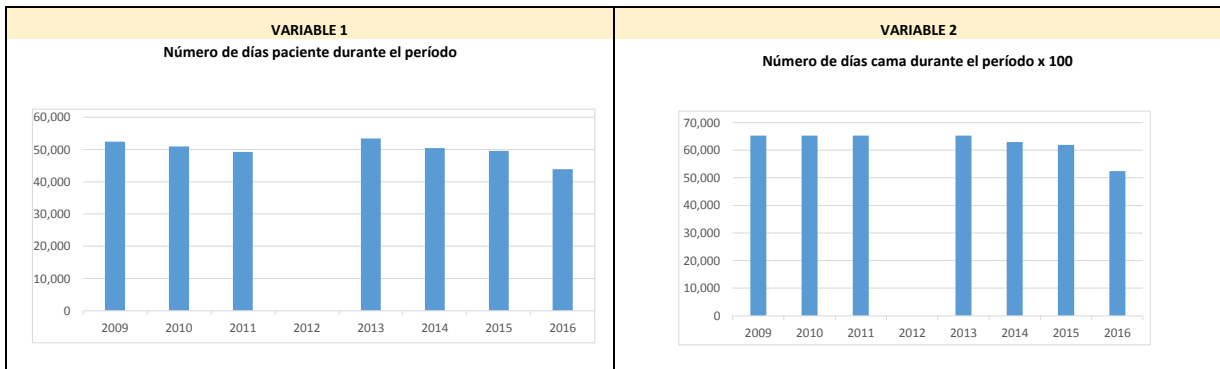 VARIABLE 1
Número de días paciente durante el período
60,000
50,000
40,000
30,000
20,000
10,000
0
2009 2010 2011 2012 2013 2014 2015 2016
VARIABLE 2
Número de días cama durante el período x 100
70,000
60,000
50,000
40,000
30,000
20,000
10,000
0
2009 2010 2011 2012 2013 2014 2015 2016